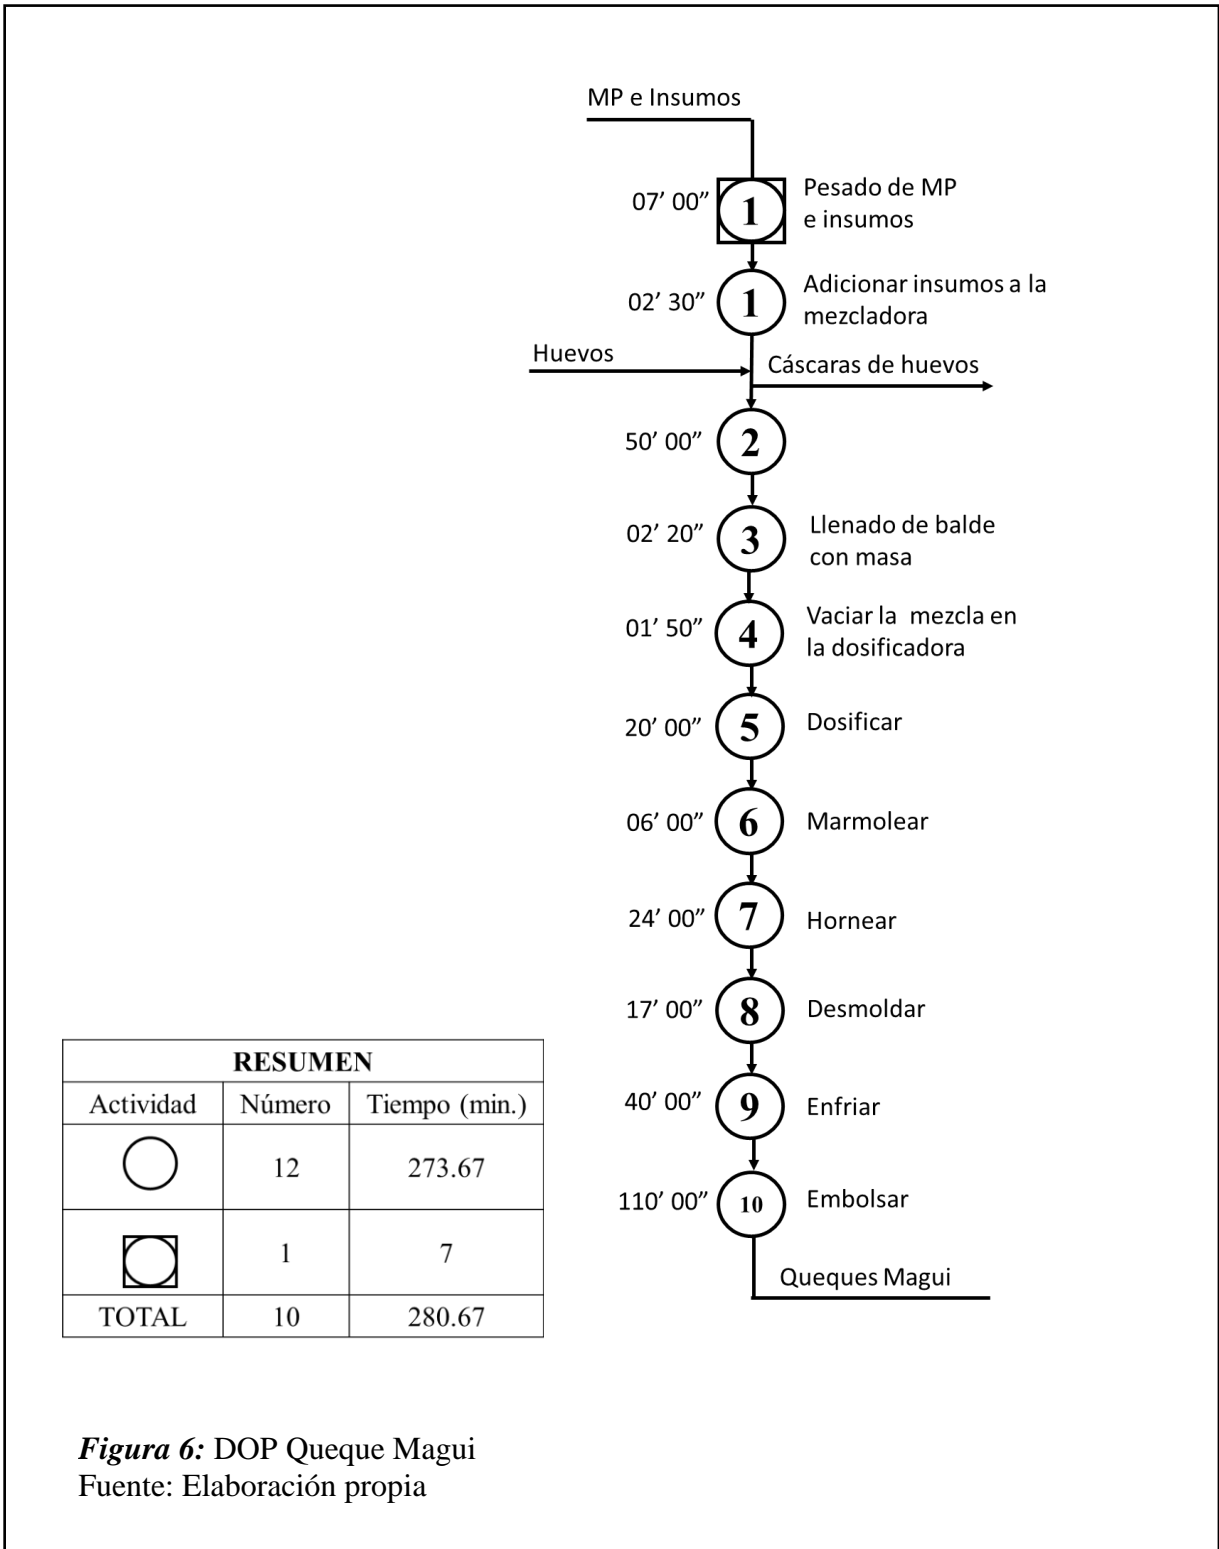 MP e Insumos
07’ 00”
1
Pesado de MP
e insumos
02’ 30”
1
Adicionar insumos a la
mezcladora
Huevos
Cáscaras de huevos
50’ 00”
2
02’ 20”
3
Llenado de balde
con masa
01’ 50”
4
Vaciar la mezcla en
la dosificadora
20’ 00”
5
Dosificar
06’ 00”
6
Marmolear
24’ 00”
7
Hornear
17’ 00”
8
Desmoldar
40’ 00”
9
Enfriar
110’ 00”
10
Embolsar
Queques Magui
RESUMEN
Actividad Número Tiempo (min.)
12 273.67
1 7
TOTAL 10 280.67
Figura 6: DOP Queque Magui
Fuente: Elaboración propia